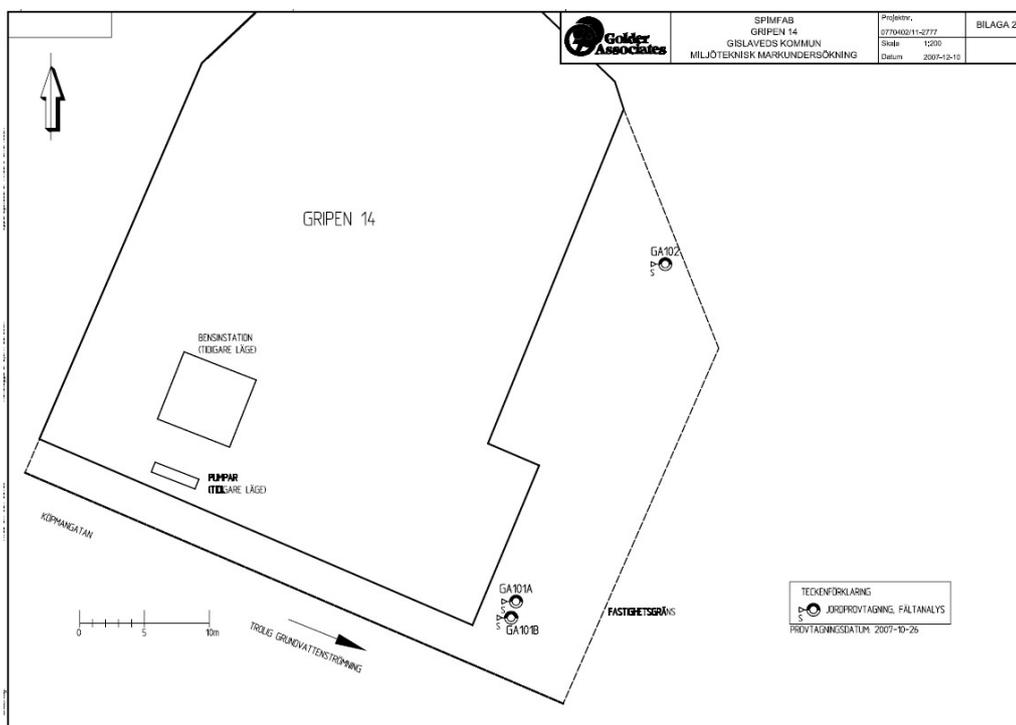 Golder
Associates
SPIMFAB
GRIPEN 14
GISLAVEDS KOMMUN
MILJÖTEKNISK MARKUNDERSÖKNING
Projektnr.
0770402/11-2777
Skala 1:200
Datum 2007-12-10
BILAGA 2
GRIPEN 14
GA102
S
BENSINSTATION
(TIDIGARE LÄGE)
PUMPAR
(TIDIGARE LÄGE)
KÖPMANGATAN
GA101A
S
S
GA101B
FASTIGHETSGRÄNS
0 5 10m
TROLIG GRUNDVATTENSTRÖMNING
TECKENFÖRKLARING
JORDPROVTAGNING, FÄLTANALYS
S
PROVTAGNINGSDATUM: 2007-10-26